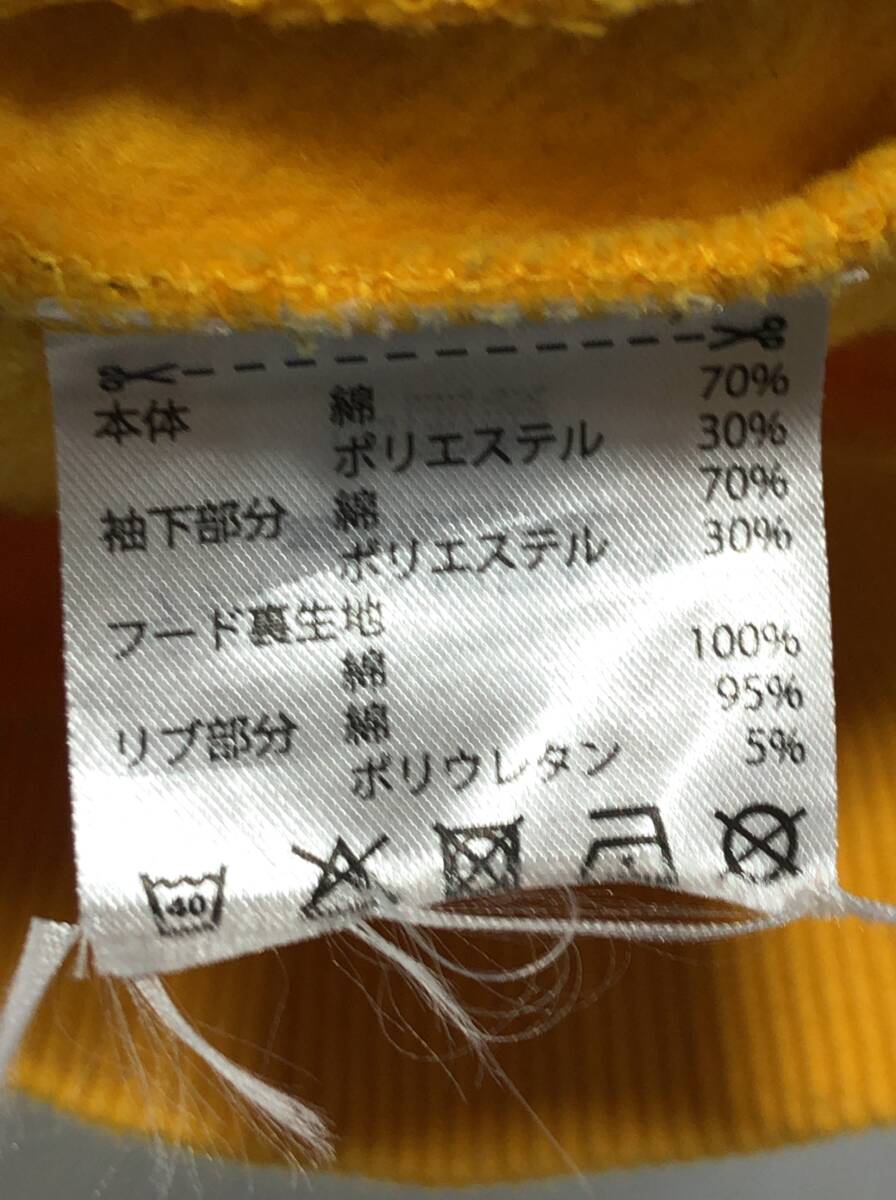 本体 綿 70%
ポリエステル 30%
袖下部分 綿 70%
ポリエステル 30%
フード裏生地
綿 100%
リブ部分 綿 95%
ポリウレタン 5%
40